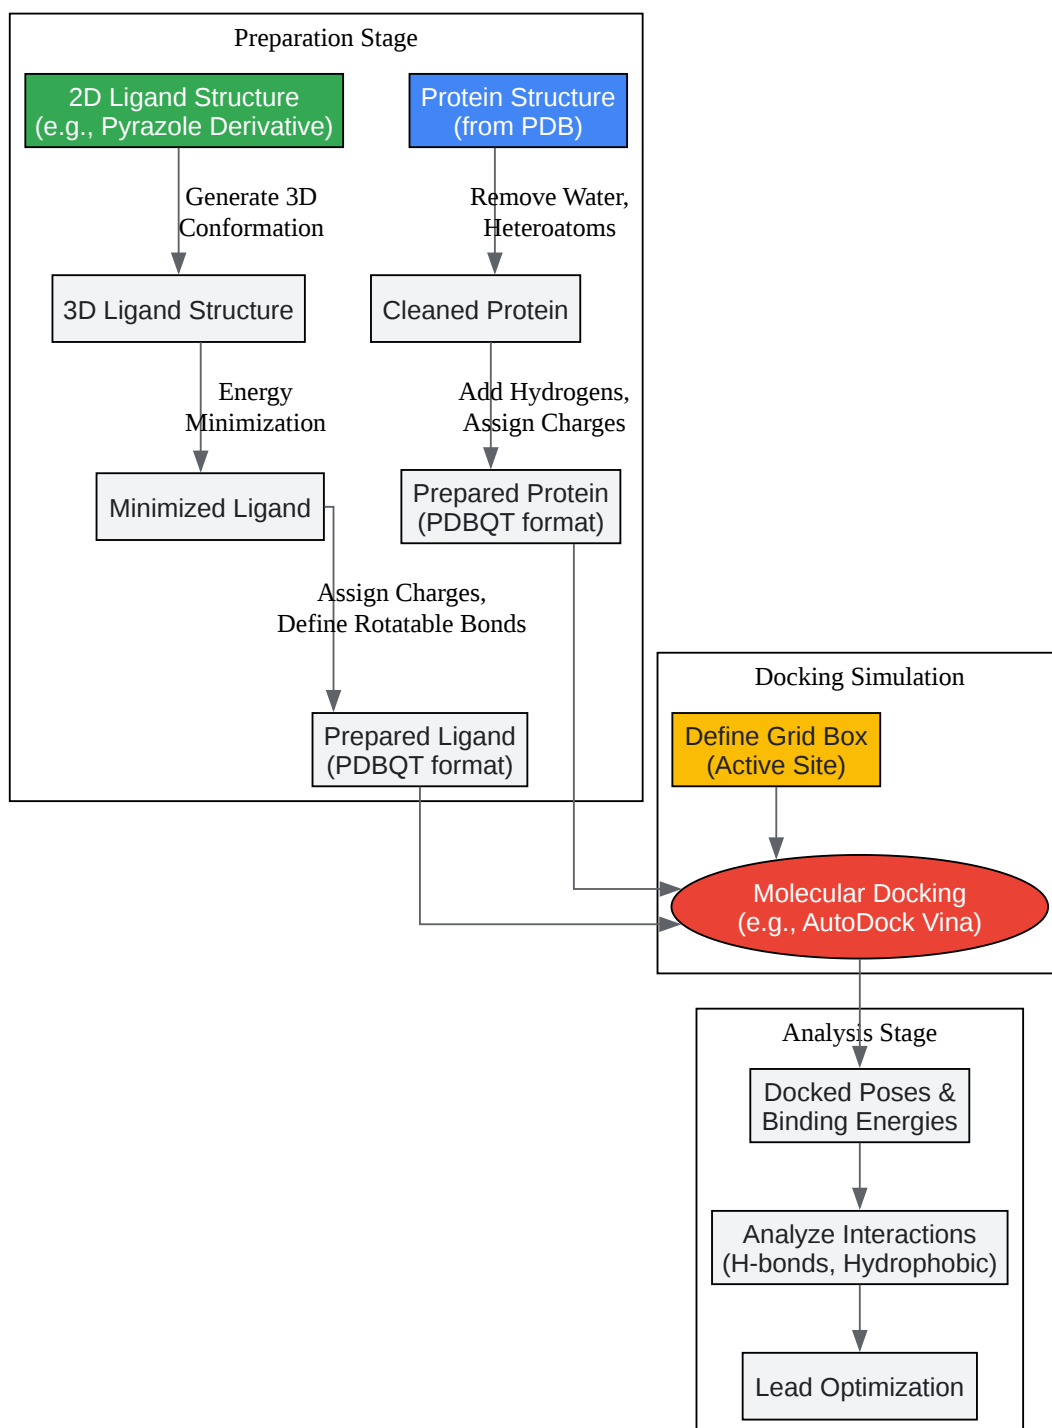 Preparation Stage
2D Ligand Structure
(e.g., Pyrazole Derivative)
Protein Structure
(from PDB)
Generate 3D
Conformation
Remove Water,
Heteroatoms
3D Ligand Structure
Cleaned Protein
Energy
Minimization
Add Hydrogens,
Assign Charges
Minimized Ligand
Prepared Protein
(PDBQT format)
Assign Charges,
Define Rotatable Bonds
Prepared Ligand
(PDBQT format)
Docking Simulation
Define Grid Box
(Active Site)
Molecular Docking
(e.g., AutoDock Vina)
Analysis Stage
Docked Poses &
Binding Energies
Analyze Interactions
(H-bonds, Hydrophobic)
Lead Optimization